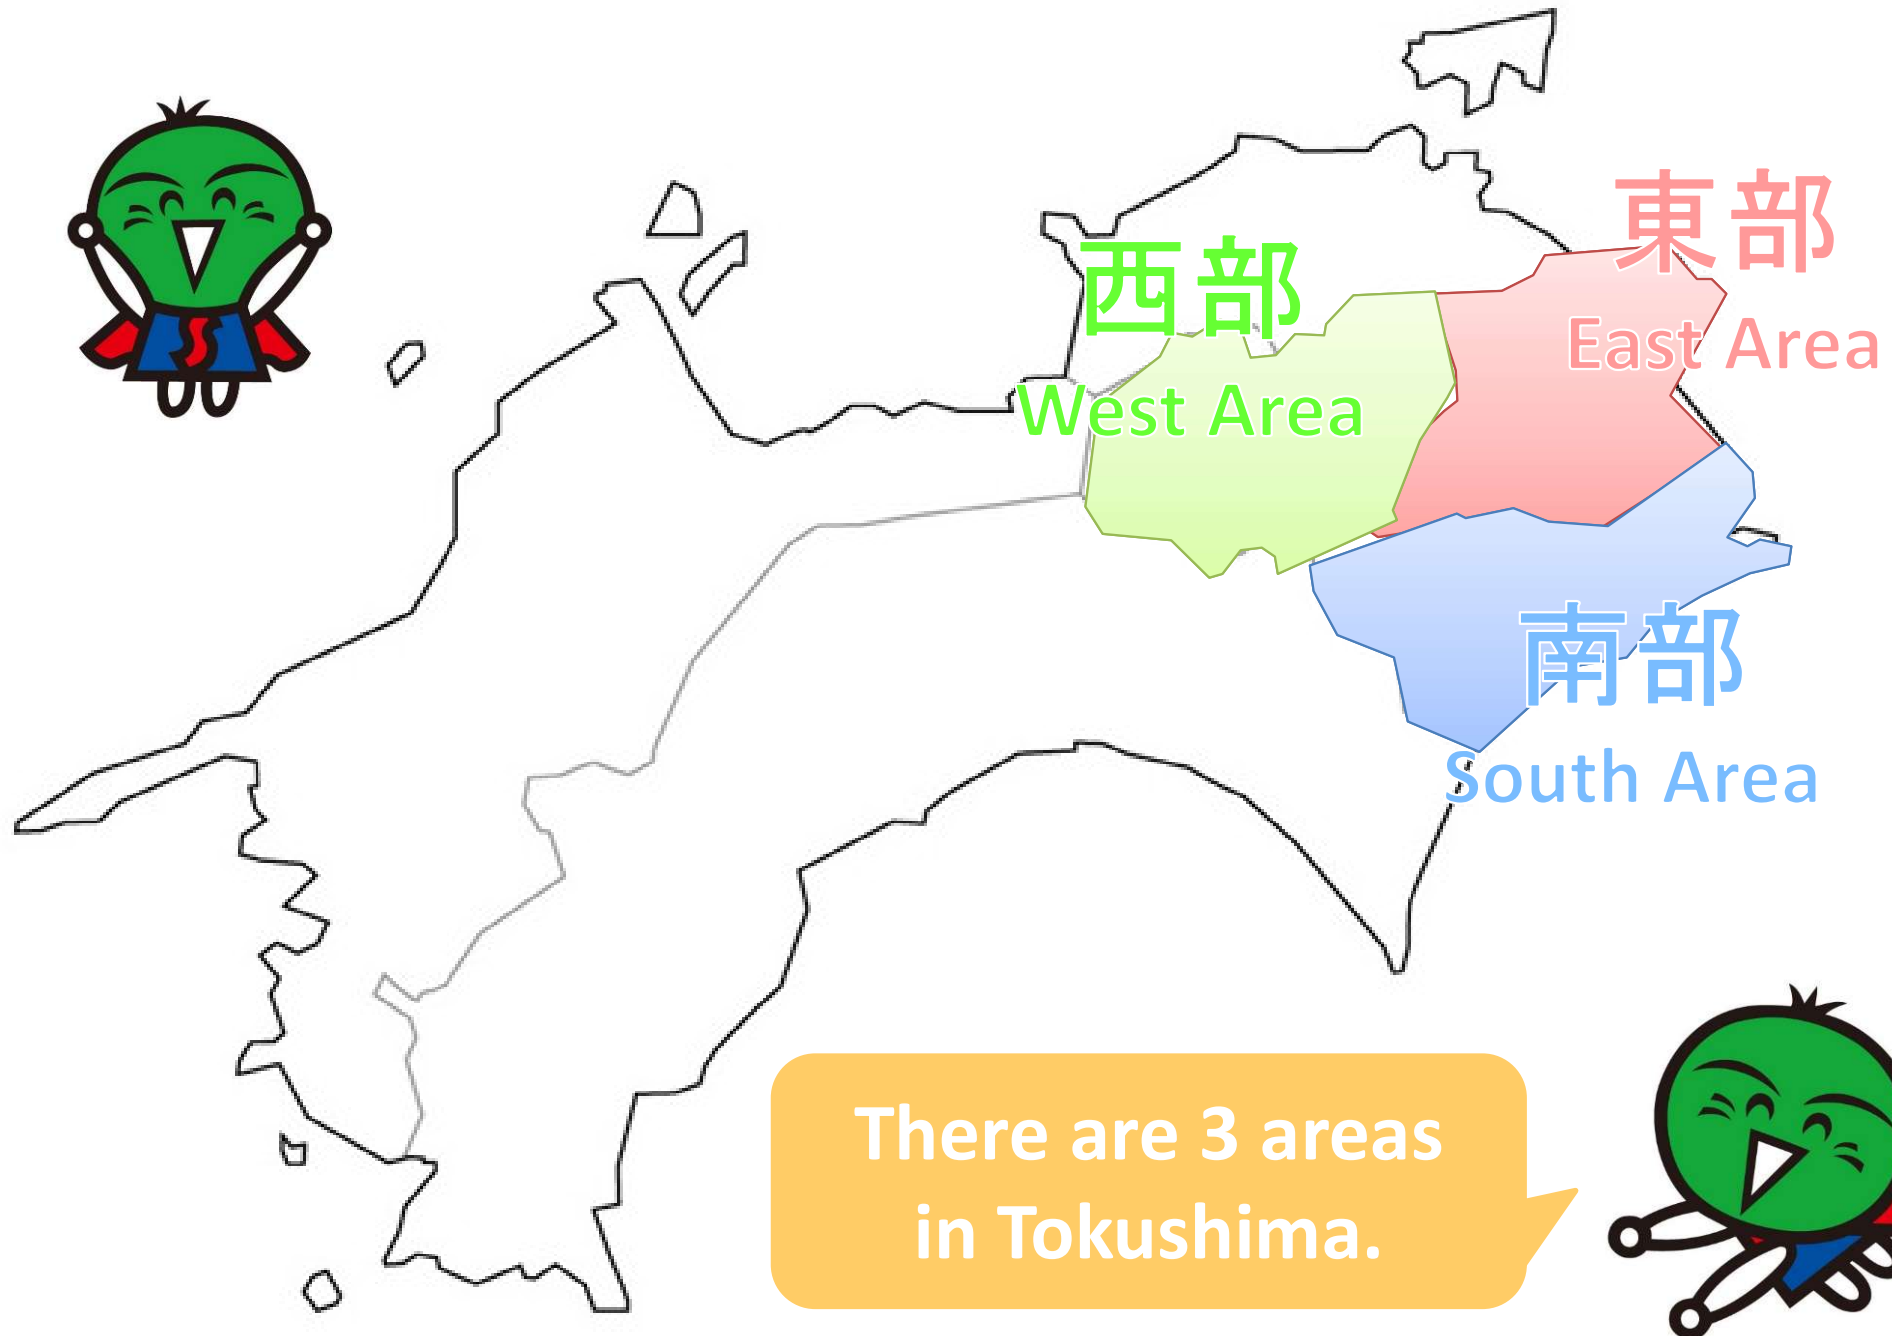 東部
East Area
西部
West Area
南部
South Area
There are 3 areas
in Tokushima.